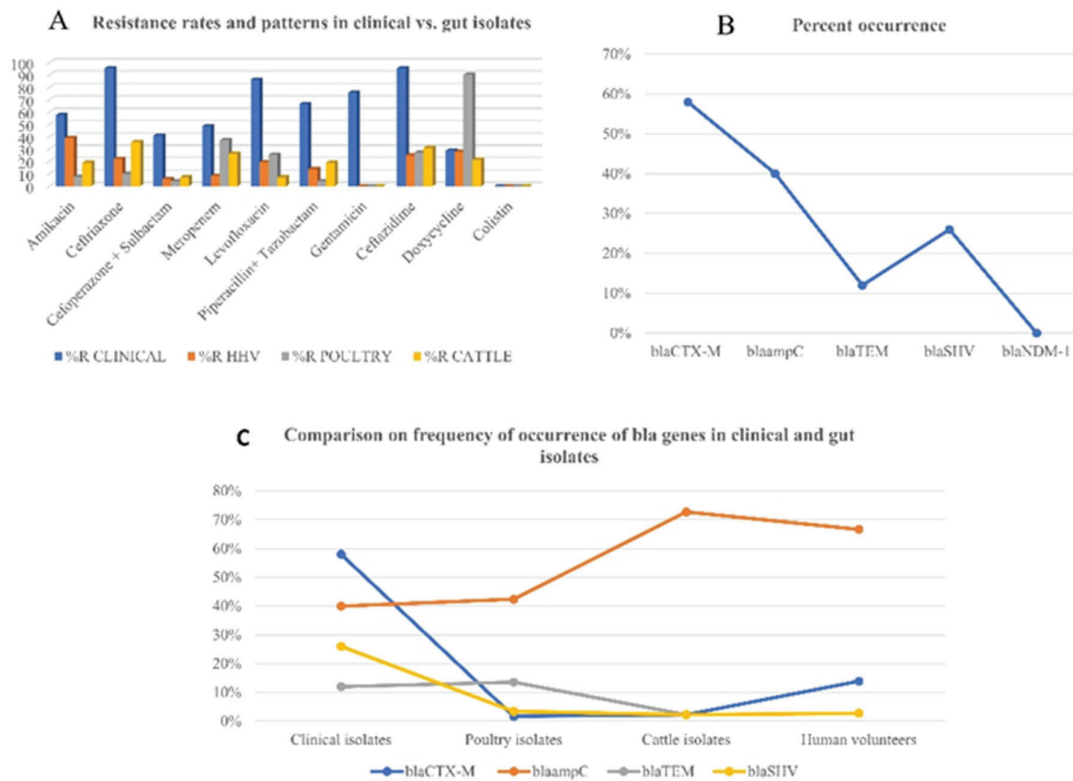 A
Resistance rates and patterns in clinical vs. gut isolates
100
90
80
70
60
50
40
30
20
10
0
Amikacin
Ceftriaxone
Cefoperazone + Sulbactam
Meropenem
Levofloxacin
Piperacillin+ Tazobactam
Gentamicin
Ceftazidime
Doxycycline
Colistin
%R CLINICAL %R HHV %R POULTRY %R CATTLE
B
Percent occurrence
70%
60%
50%
40%
30%
20%
10%
0%
blaCTX-M blaampC blaTEM blaSHV blaNDM-1
C
Comparison on frequency of occurrence of bla genes in clinical and gut
isolates
80%
70%
60%
50%
40%
30%
20%
10%
0%
Clinical isolates Poultry isolates Cattle isolates Human volunteers
blaCTX-M blaampC blaTEM blaSHV